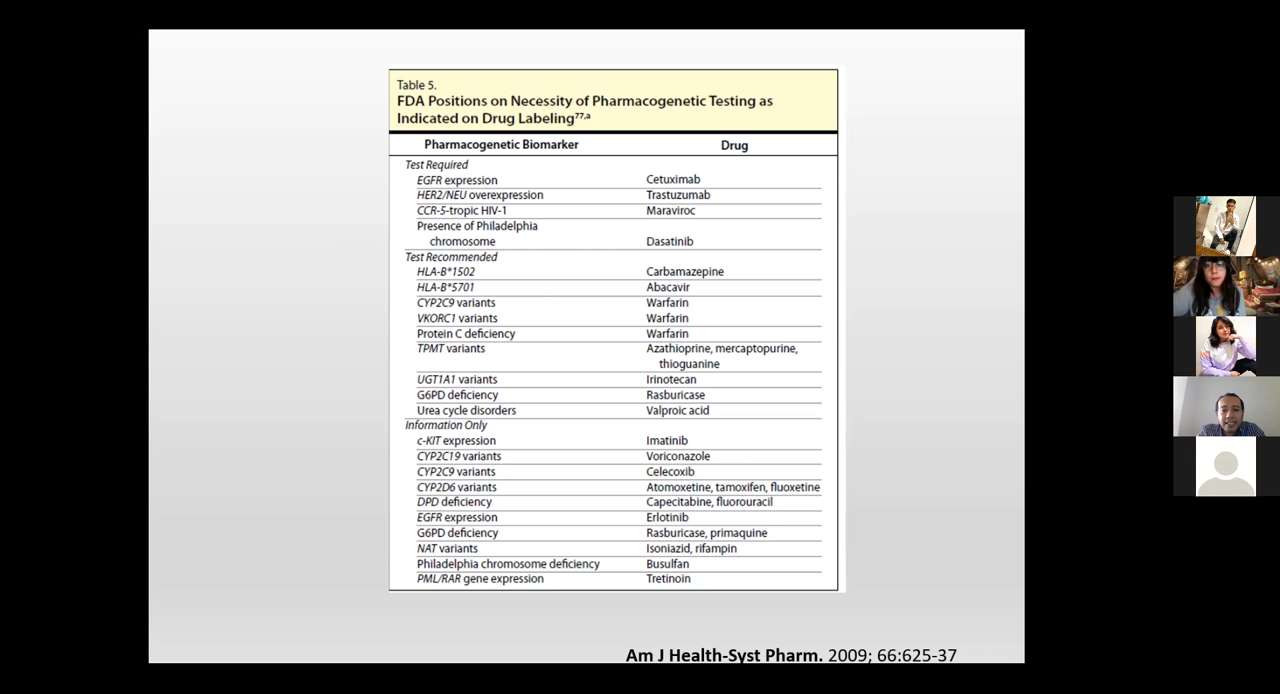 Table 5.
FDA Positions on Necessity of Pharmacogenetic Testing as
Indicated on Drug Labeling⁷⁷,ᵃ
Pharmacogenetic Biomarker Drug
Test Required
EGFR expression Cetuximab
HER2/NEU overexpression Trastuzumab
CCR-5-tropic HIV-1 Maraviroc
Presence of Philadelphia
chromosome Dasatinib
Test Recommended
HLA-B*1502 Carbamazepine
HLA-B*5701 Abacavir
CYP2C9 variants Warfarin
VKORC1 variants Warfarin
Protein C deficiency Warfarin
TPMT variants Azathioprine, mercaptopurine,
thioguanine
UGT1A1 variants Irinotecan
G6PD deficiency Rasburicase
Urea cycle disorders Valproic acid
Information Only
c-KIT expression Imatinib
CYP2C19 variants Voriconazole
CYP2C9 variants Celecoxib
CYP2D6 variants Atomoxetine, tamoxifen, fluoxetine
DPD deficiency Capecitabine, fluorouracil
EGFR expression Erlotinib
G6PD deficiency Rasburicase, primaquine
NAT variants Isoniazid, rifampin
Philadelphia chromosome deficiency Busulfan
PML/RAR gene expression Tretinoin
Am J Health-Syst Pharm. 2009; 66:625-37